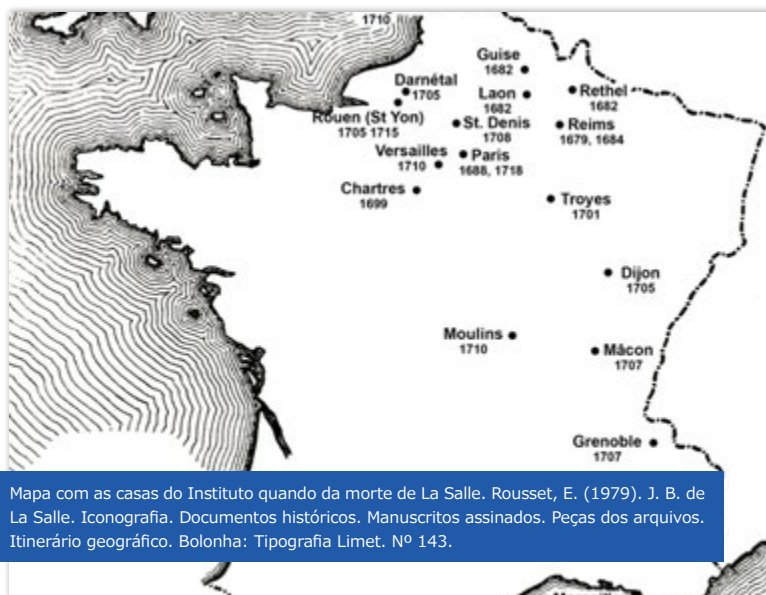 1710
Guise
1682
Darnétal
1705
Laon
1682
Rethel
1682
Rouen (St Yon)
1705 1715
St. Denis
1708
Reims
1679, 1684
Versailles
1710
Paris
1688, 1718
Chartres
1699
Troyes
1701
Dijon
1705
Moulins
1710
Mâcon
1707
Grenoble
1707
Mapa com as casas do Instituto quando da morte de La Salle. Rousset, E. (1979). J. B. de
La Salle. Iconografia. Documentos históricos. Manuscritos assinados. Peças dos arquivos.
Itinerário geográfico. Bolonha: Tipografia Limet. Nº 143.